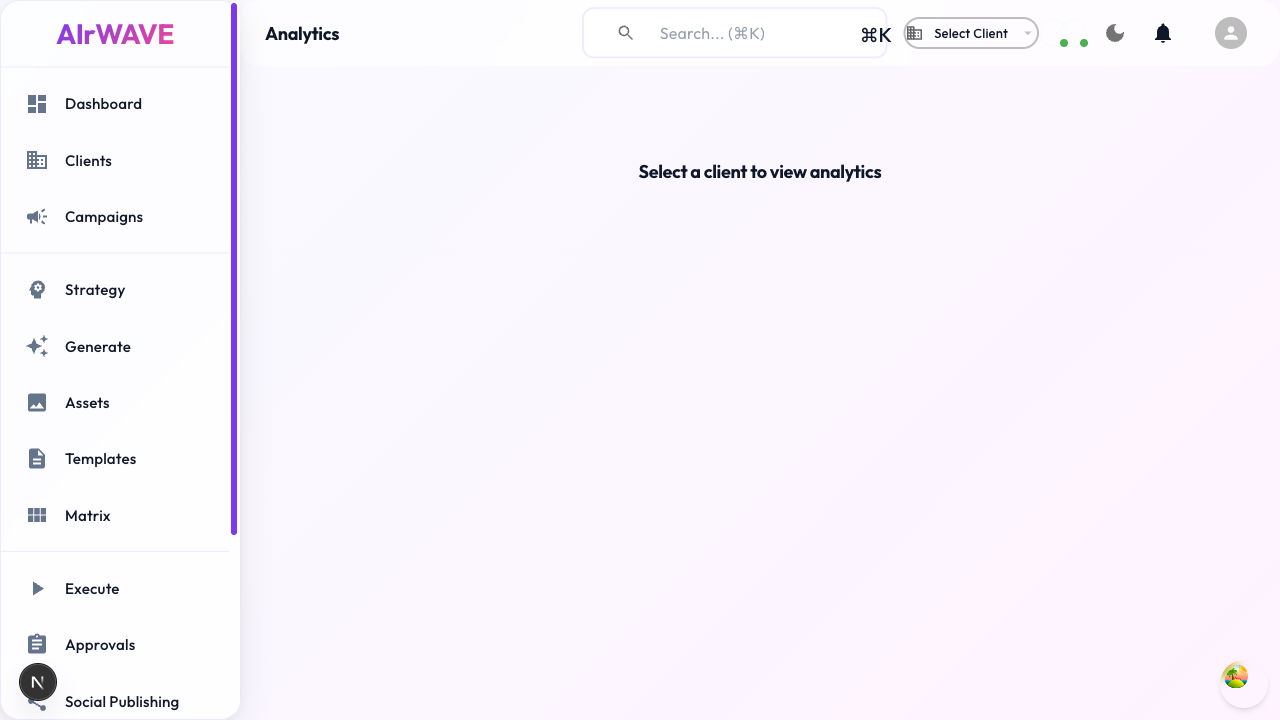 AIrWAVE
Analytics
Search... (⌘K)
⌘K
Select Client
Dashboard
Clients
Campaigns
Strategy
Generate
Assets
Templates
Matrix
Execute
Approvals
Social Publishing
Select a client to view analytics
N